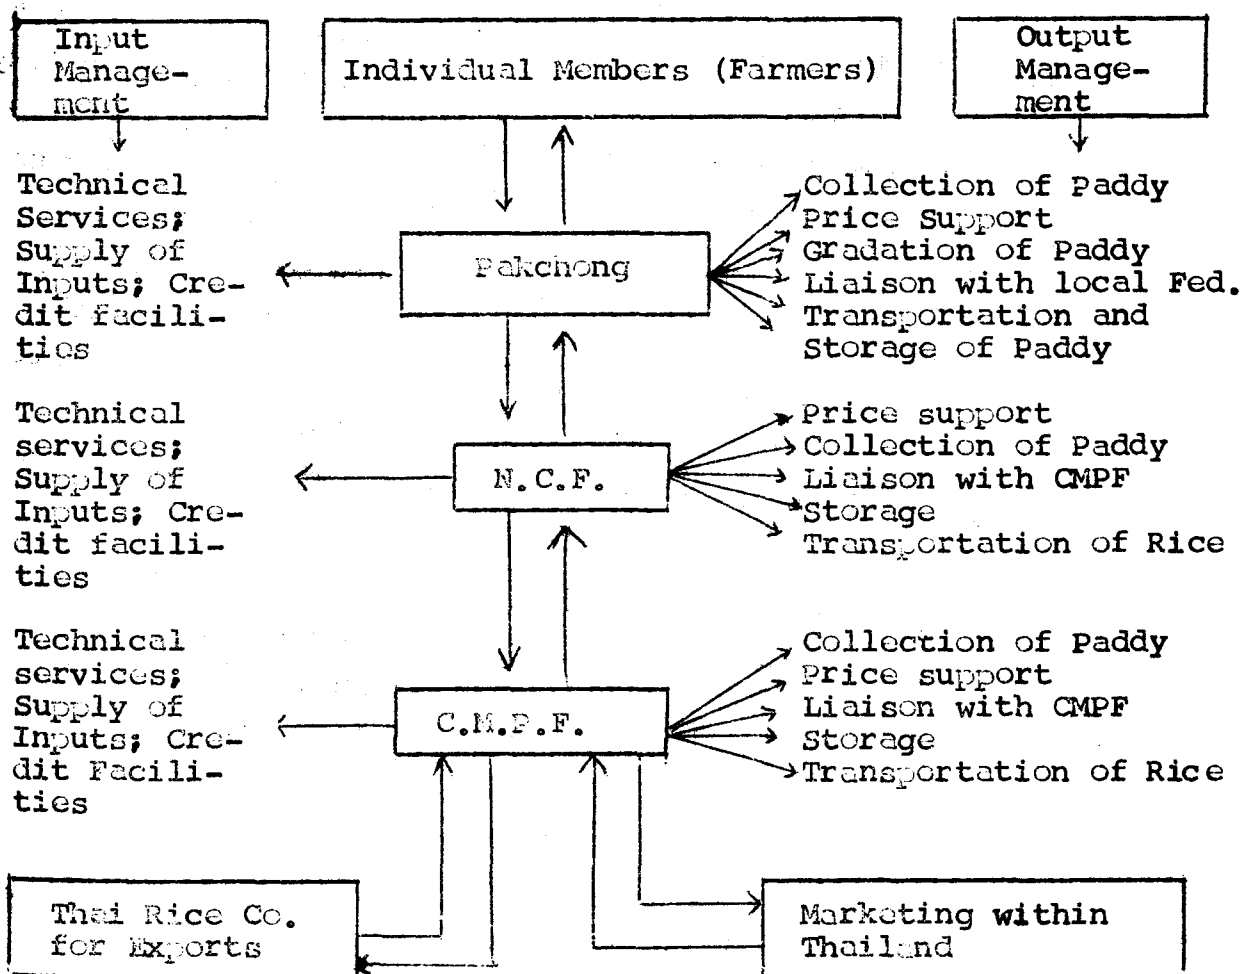 Input
Manage-
ment
Individual Members (Farmers)
Output
Manage-
ment
Technical
Services;
Supply of
Inputs; Cre-
dit facili-
ties
Pakchong
Collection of Paddy
Price Support
Gradation of Paddy
Liaison with local Fed.
Transportation and
Storage of Paddy
Technical
services;
Supply of
Inputs; Cre-
dit facili-
ties
N.C.F.
Price support
Collection of Paddy
Liaison with CMPF
Storage
Transportation of Rice
Technical
services;
Supply of
Inputs; Cre-
dit Facili-
ties
C.M.P.F.
Collection of Paddy
Price support
Liaison with CMPF
Storage
Transportation of Rice
Thai Rice Co.
for Exports
Marketing within
Thailand